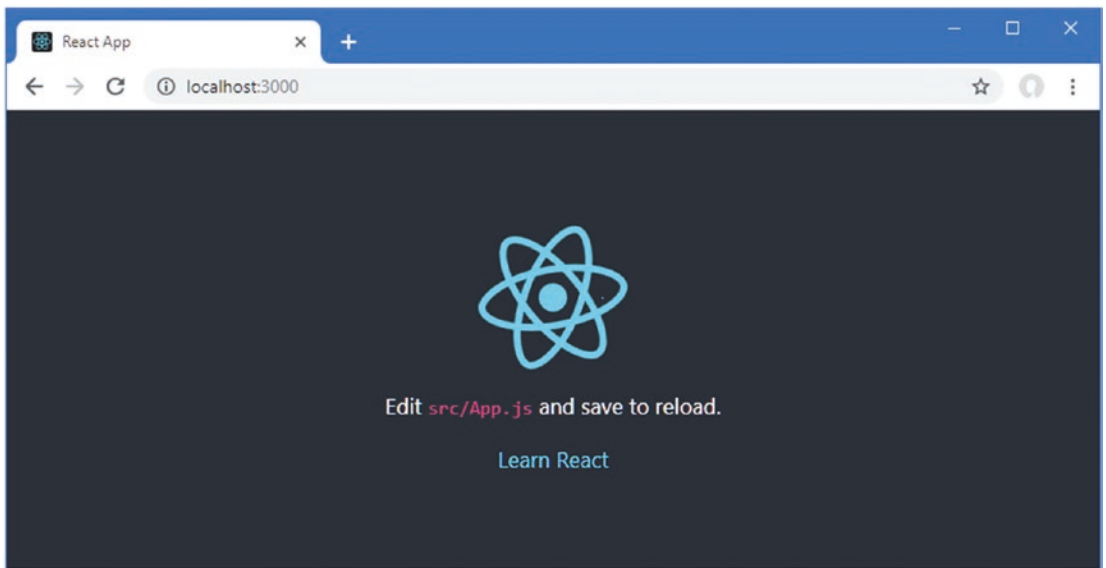 React App
localhost:3000
Edit src/App.js and save to reload.
Learn React